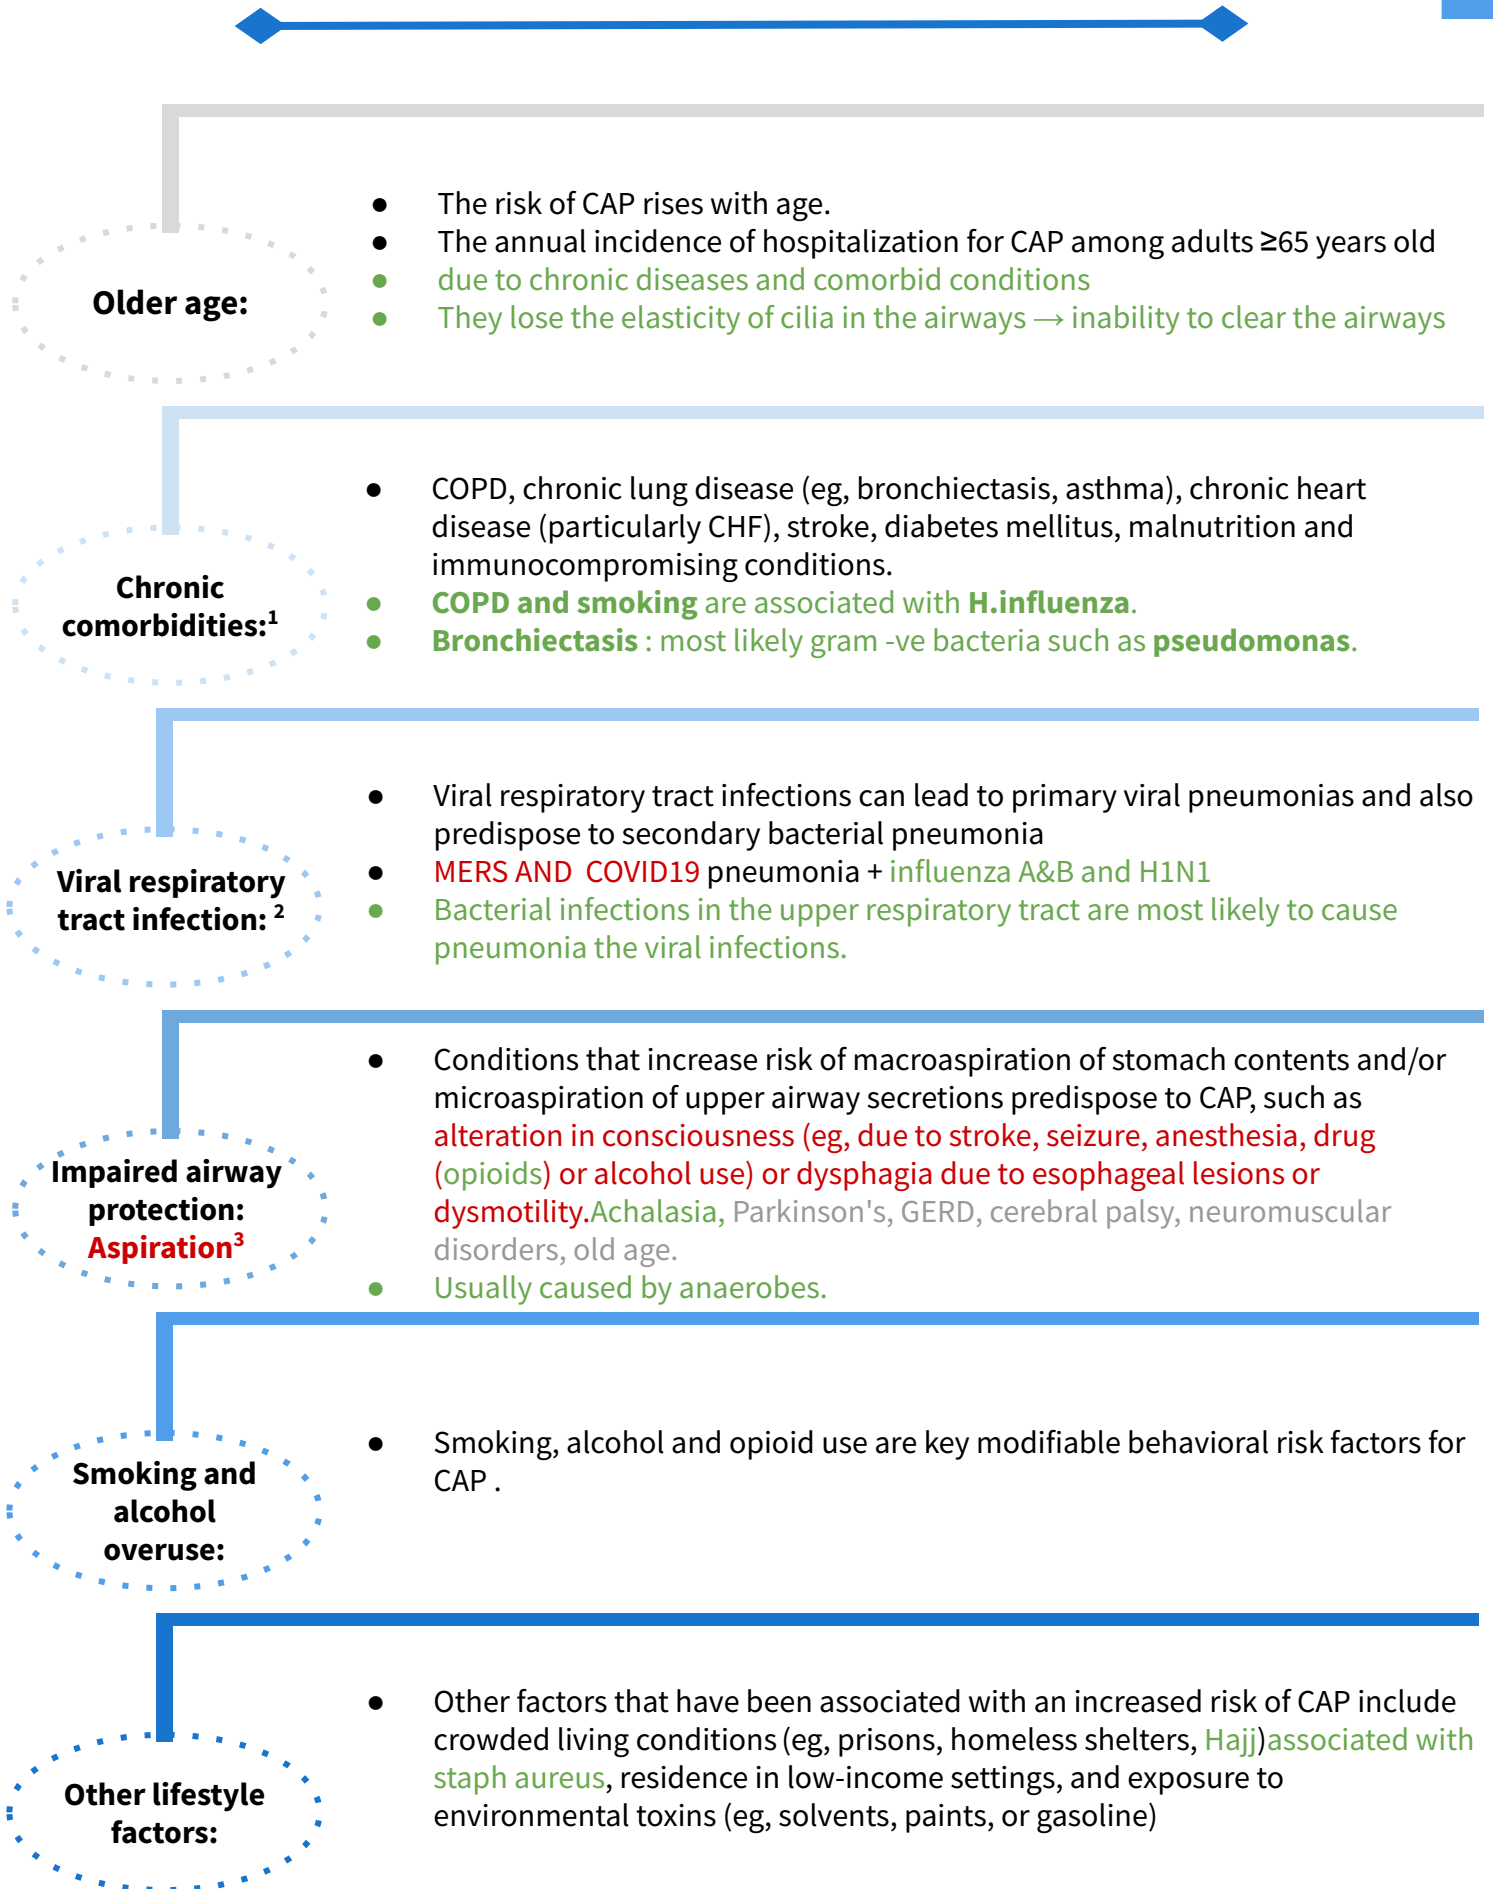 Older age:
● The risk of CAP rises with age.
● The annual incidence of hospitalization for CAP among adults ≥65 years old
● due to chronic diseases and comorbid conditions
● They lose the elasticity of cilia in the airways → inability to clear the airways
Chronic
comorbidities:1
● COPD, chronic lung disease (eg, bronchiectasis, asthma), chronic heart
disease (particularly CHF), stroke, diabetes mellitus, malnutrition and
immunocompromising conditions.
● COPD and smoking are associated with H.influenza.
● Bronchiectasis : most likely gram -ve bacteria such as pseudomonas.
Viral respiratory
tract infection: 2
● Viral respiratory tract infections can lead to primary viral pneumonias and also
predispose to secondary bacterial pneumonia
● MERS AND COVID19 pneumonia + influenza A&B and H1N1
● Bacterial infections in the upper respiratory tract are most likely to cause
pneumonia the viral infections.
Impaired airway
protection:
Aspiration3
● Conditions that increase risk of macroaspiration of stomach contents and/or
microaspiration of upper airway secretions predispose to CAP, such as
alteration in consciousness (eg, due to stroke, seizure, anesthesia, drug
(opioids) or alcohol use) or dysphagia due to esophageal lesions or
dysmotility.Achalasia, Parkinson's, GERD, cerebral palsy, neuromuscular
disorders, old age.
● Usually caused by anaerobes.
Smoking and
alcohol
overuse:
● Smoking, alcohol and opioid use are key modifiable behavioral risk factors for
CAP .
Other lifestyle
factors:
● Other factors that have been associated with an increased risk of CAP include
crowded living conditions (eg, prisons, homeless shelters, Hajj)associated with
staph aureus, residence in low-income settings, and exposure to
environmental toxins (eg, solvents, paints, or gasoline)